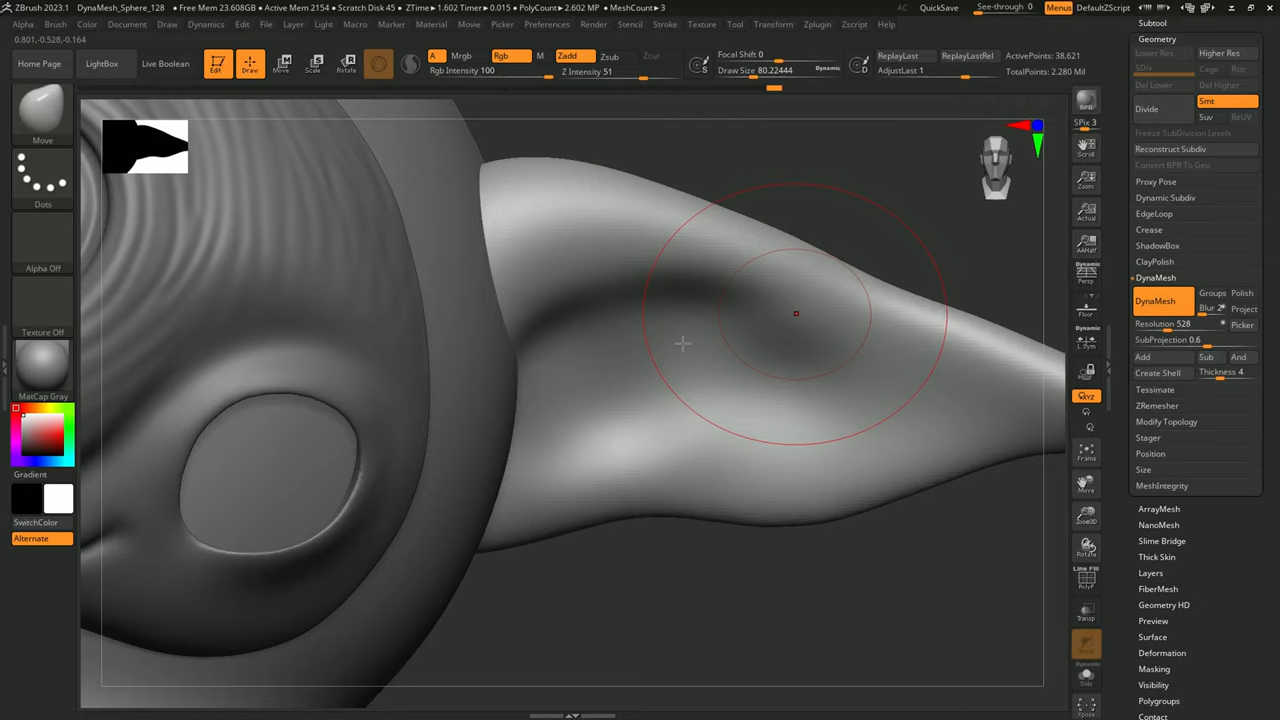 ZBrush 2023.1 DynaMesh_Sphere_128 ● Free Mem 23.608GB ● Active Mem 2154 ● Scratch Disk 45 ● ZTime▸1.602 Timer▸0.015 ● PolyCount▸2.602 MP ● MeshCount▸3 AC QuickSave See-through 0 Menus DefaultZScript
Alpha Brush Color Document Draw Dynamics Edit File Layer Light Macro Marker Material Movie Picker Preferences Render Stencil Stroke Texture Tool Transform Zplugin Zscript Help
0.801,-0.528,-0.164
Home Page LightBox Live Boolean Edit Draw Move Scale Rotate
A Mrgb Rgb M Zadd Zsub Zcut
Rgb Intensity 100 Z Intensity 51
S Focal Shift 0
Draw Size 80.22444 Dynamic
D ReplayLast ReplayLastRel ActivePoints: 38,621
AdjustLast 1 TotalPoints: 2.280 Mil
Move
Dots
Alpha Off
Texture Off
MatCap Gray
Gradient
SwitchColor
Alternate
BPR
SPix 3
Scroll
Zoom
Actual
AAHalf
Dynamic
Persp
Floor
Dynamic
L.Sym
XYZ
Frame
Move
Zoom3D
Rotate
Line Fill
PolyF
Transp
Dynamic
Solo
Xpose
Subtool
Geometry
Lower Res Higher Res
SDiv Cage Rstr
Del Lower Del Higher
Divide Smt
Suv ReUV
Freeze SubDivision Levels
Reconstruct Subdiv
Convert BPR To Geo
Proxy Pose
Dynamic Subdiv
EdgeLoop
Crease
ShadowBox
ClayPolish
DynaMesh
DynaMesh Groups Polish
Blur 2 Project
Resolution 528 Picker
SubProjection 0.6
Add Sub And
Create Shell Thickness 4
Tessimate
ZRemesher
Modify Topology
Stager
Position
Size
MeshIntegrity
ArrayMesh
NanoMesh
Slime Bridge
Thick Skin
Layers
FiberMesh
Geometry HD
Preview
Surface
Deformation
Masking
Visibility
Polygroups
Contact